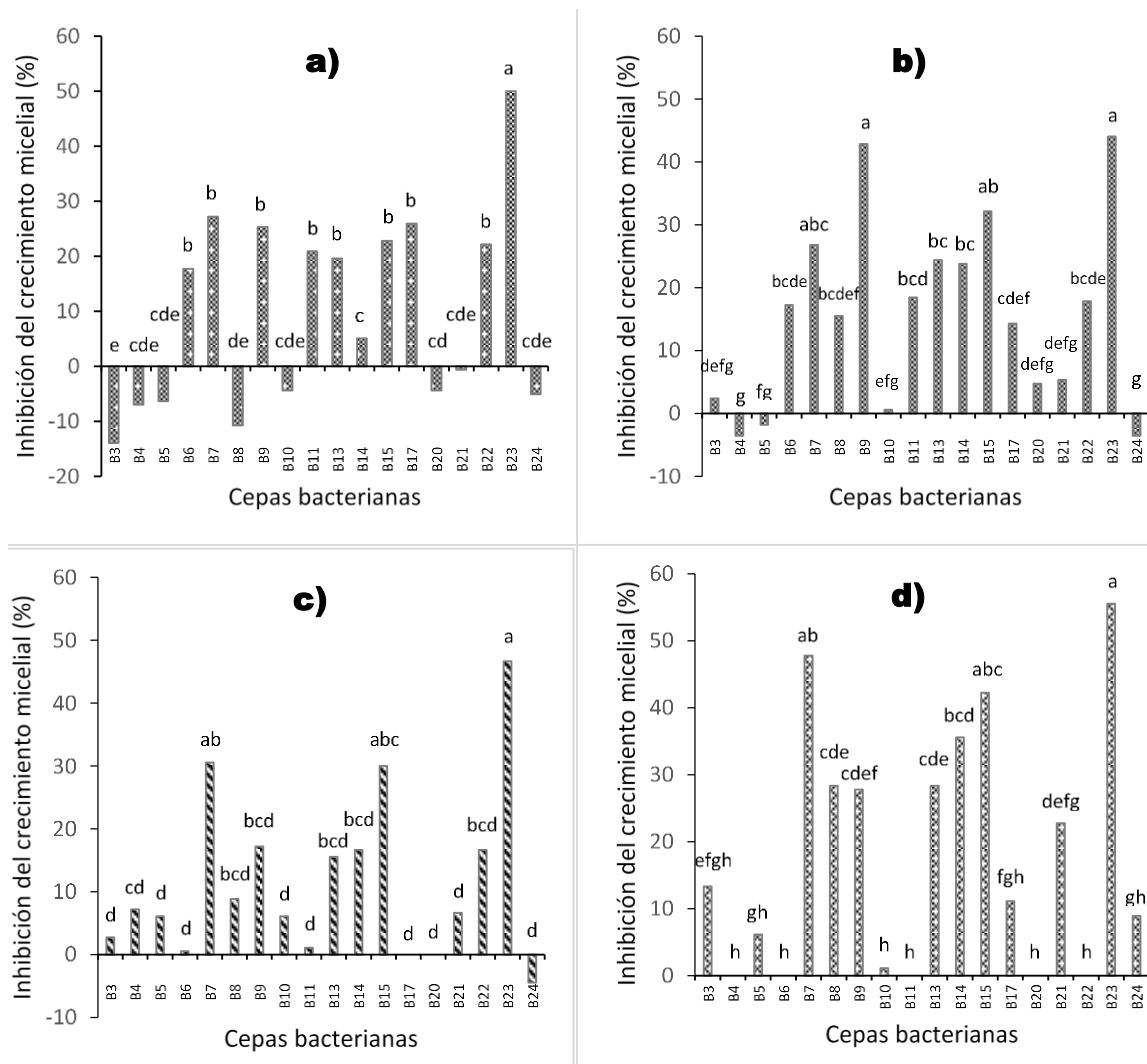 a)
Inhibición del crecimiento micelial (%)
60
50
40
30
20
10
0
-10
-20
e cde cde b b de b cde b b c b b cd cde b a cde
B3 B4 B5 B6 B7 B8 B9 B10 B11 B13 B14 B15 B17 B20 B21 B22 B23 B24
Cepas bacterianas
b)
Inhibición del crecimiento micelial (%)
60
50
40
30
20
10
0
-10
defg g fg bcde abc bcdef a efg bcd bc bc ab cdef defg defg bcde a g
B3 B4 B5 B6 B7 B8 B9 B10 B11 B13 B14 B15 B17 B20 B21 B22 B23 B24
Cepas bacterianas
c)
Inhibición del crecimiento micelial (%)
60
50
40
30
20
10
0
-10
d cd d d ab bcd bcd d d bcd bcd abc d d d bcd a d
B3 B4 B5 B6 B7 B8 B9 B10 B11 B13 B14 B15 B17 B20 B21 B22 B23 B24
Cepas bacterianas
d)
Inhibición del crecimiento micelial (%)
60
50
40
30
20
10
0
efgh h gh h ab cde cdef h h cde bcd abc fgh h defg h a gh
B3 B4 B5 B6 B7 B8 B9 B10 B11 B13 B14 B15 B17 B20 B21 B22 B23 B24
Cepas bacterianas